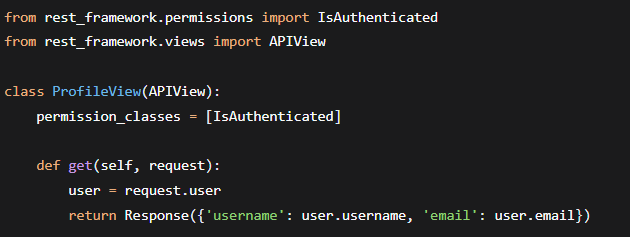 from rest_framework.permissions import IsAuthenticated
from rest_framework.views import APIView

class ProfileView(APIView):
    permission_classes = [IsAuthenticated]

    def get(self, request):
        user = request.user
        return Response({'username': user.username, 'email': user.email})